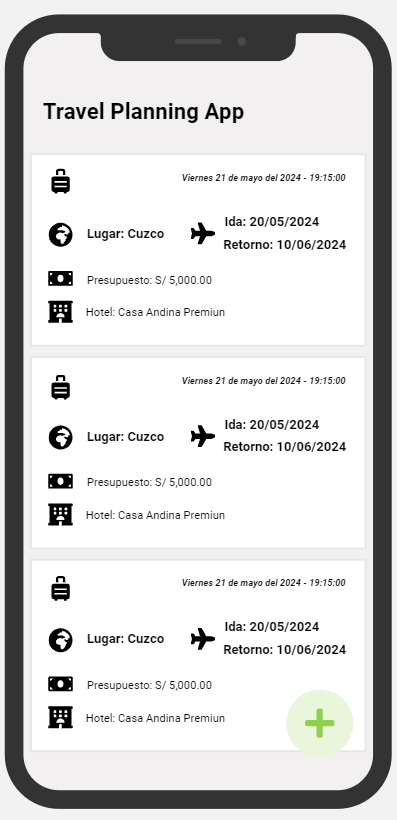 Travel Planning App
Viernes 21 de mayo del 2024 - 19:15:00
Lugar: Cuzco
Ida: 20/05/2024
Retorno: 10/06/2024
Presupuesto: S/ 5,000.00
Hotel: Casa Andina Premiun
Viernes 21 de mayo del 2024 - 19:15:00
Lugar: Cuzco
Ida: 20/05/2024
Retorno: 10/06/2024
Presupuesto: S/ 5,000.00
Hotel: Casa Andina Premiun
Viernes 21 de mayo del 2024 - 19:15:00
Lugar: Cuzco
Ida: 20/05/2024
Retorno: 10/06/2024
Presupuesto: S/ 5,000.00
Hotel: Casa Andina Premiun